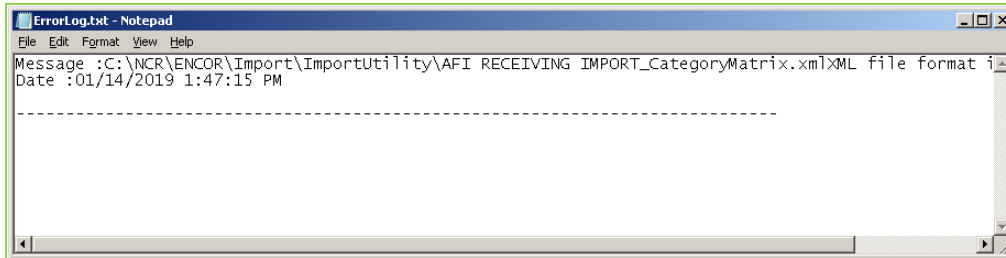 ErrorLog.txt - Notepad
File Edit Format View Help
Message :C:\NCR\ENCOR\Import\ImportUtility\AFI RECEIVING IMPORT_CategoryMatrix.xmlXML file format i
Date :01/14/2019 1:47:15 PM
-----------------------------------------------------------------------------